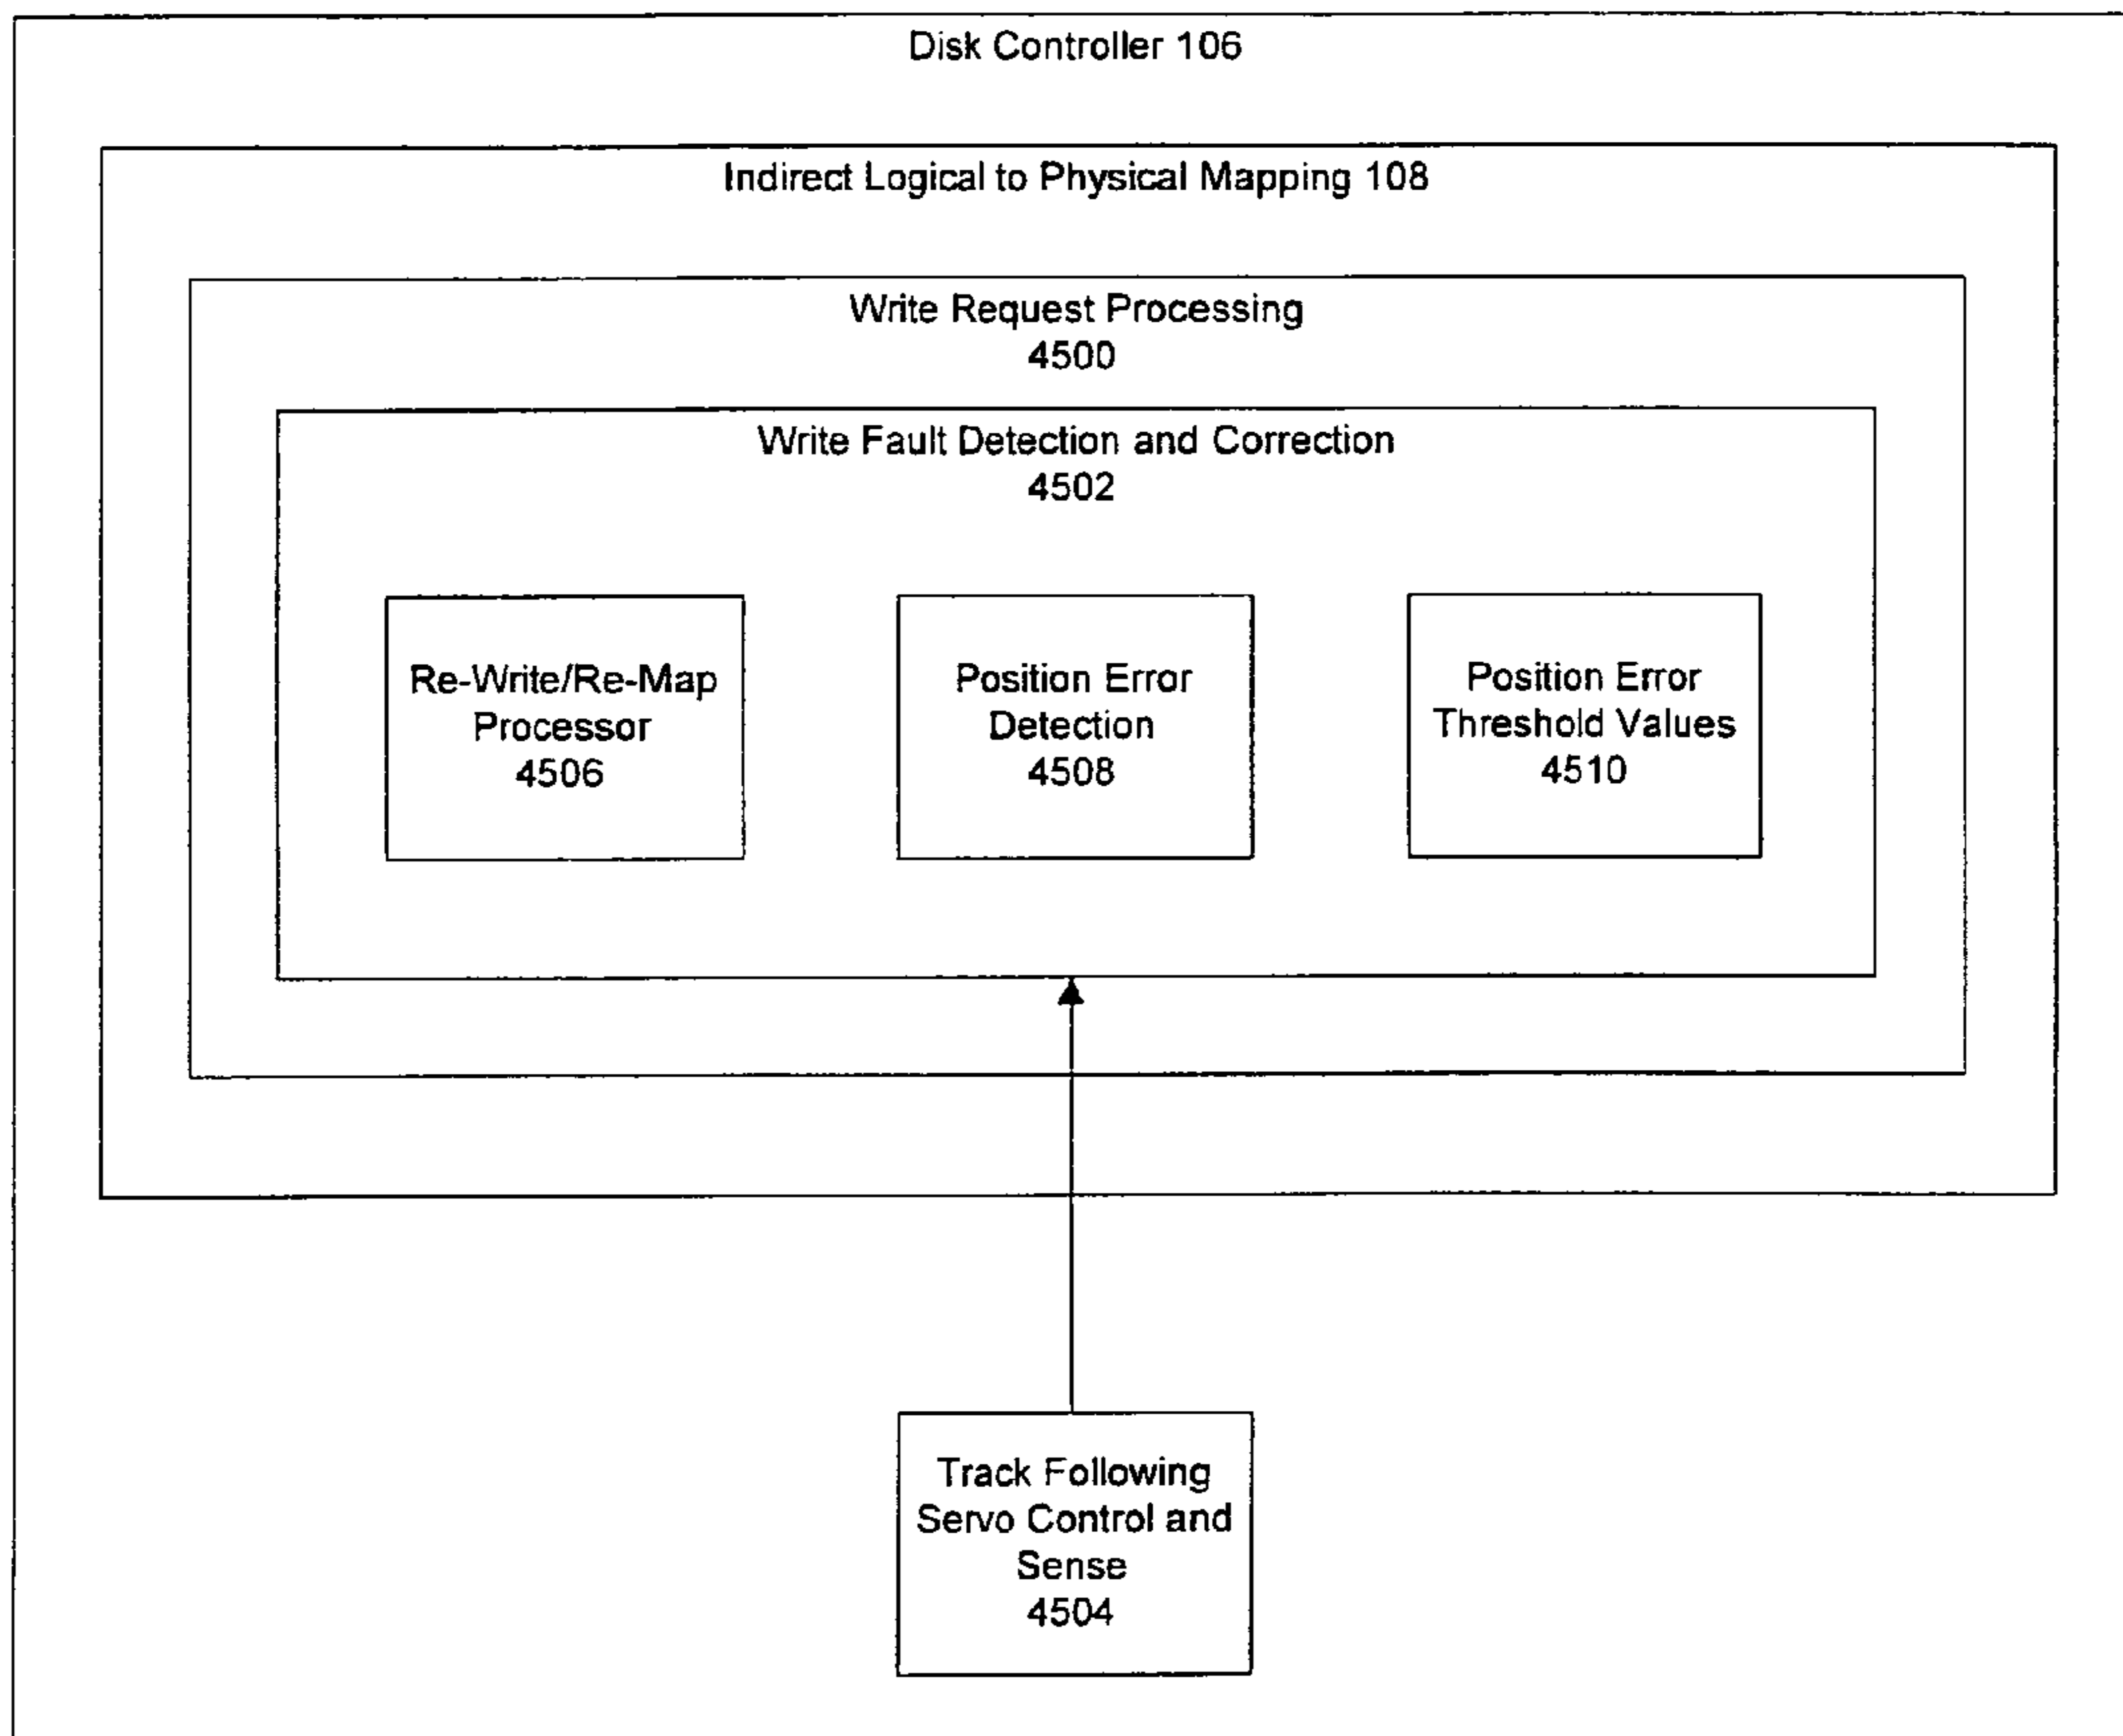 Disk Controller 106
Indirect Logical to Physical Mapping 108
Write Request Processing
4500
Write Fault Detection and Correction
4502
Re-Write/Re-Map
Processor
4506
Position Error
Detection
4508
Position Error
Threshold Values
4510
Track Following
Servo Control and
Sense
4504